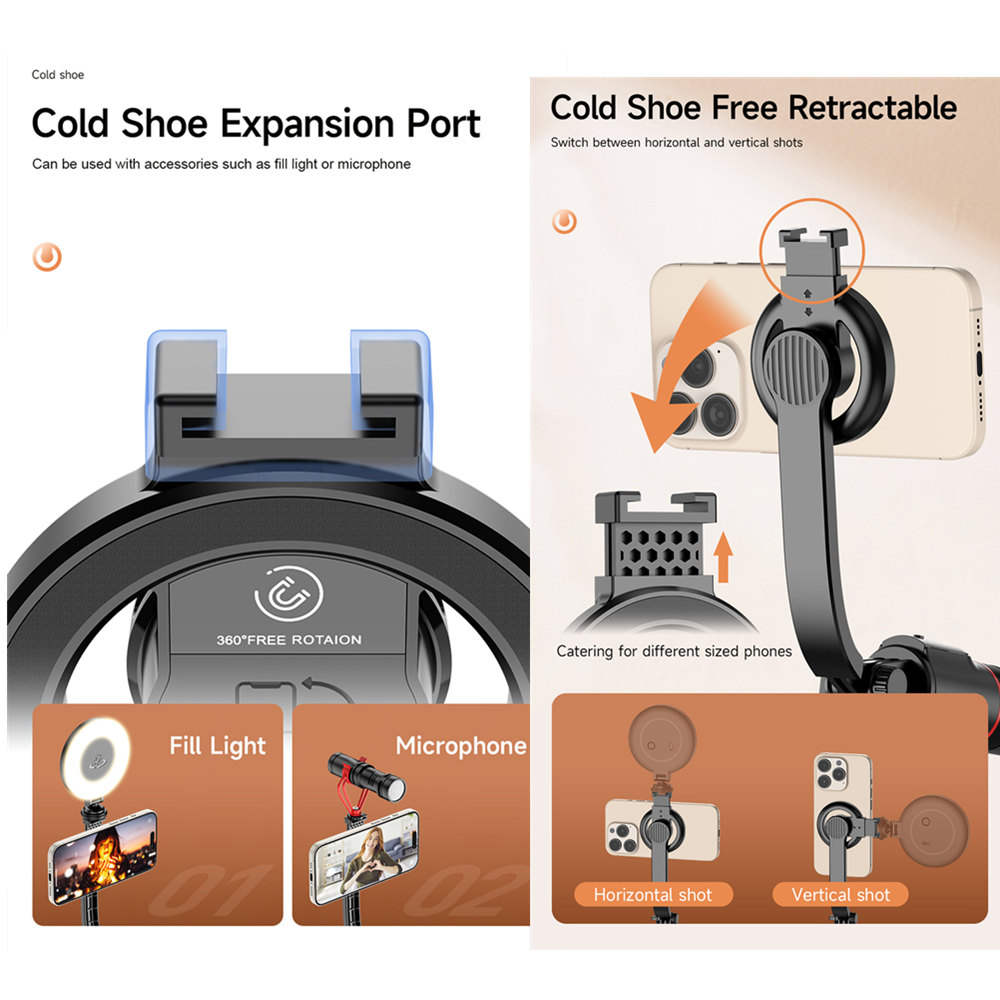 Cold shoe
Cold Shoe Expansion Port
Can be used with accessories such as fill light or microphone
360°FREE ROTAION
Fill Light
01
Microphone
02
Cold Shoe Free Retractable
Switch between horizontal and vertical shots
Catering for different sized phones
Horizontal shot
Vertical shot